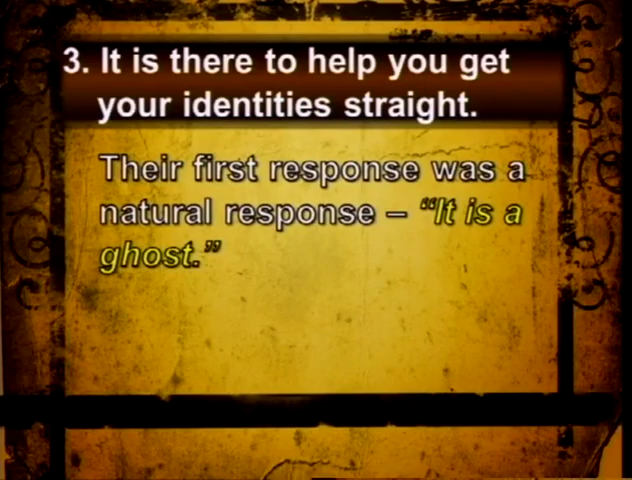 3. It is there to help you get
your identities straight.
Their first response was a
natural response – “It is a
ghost.”